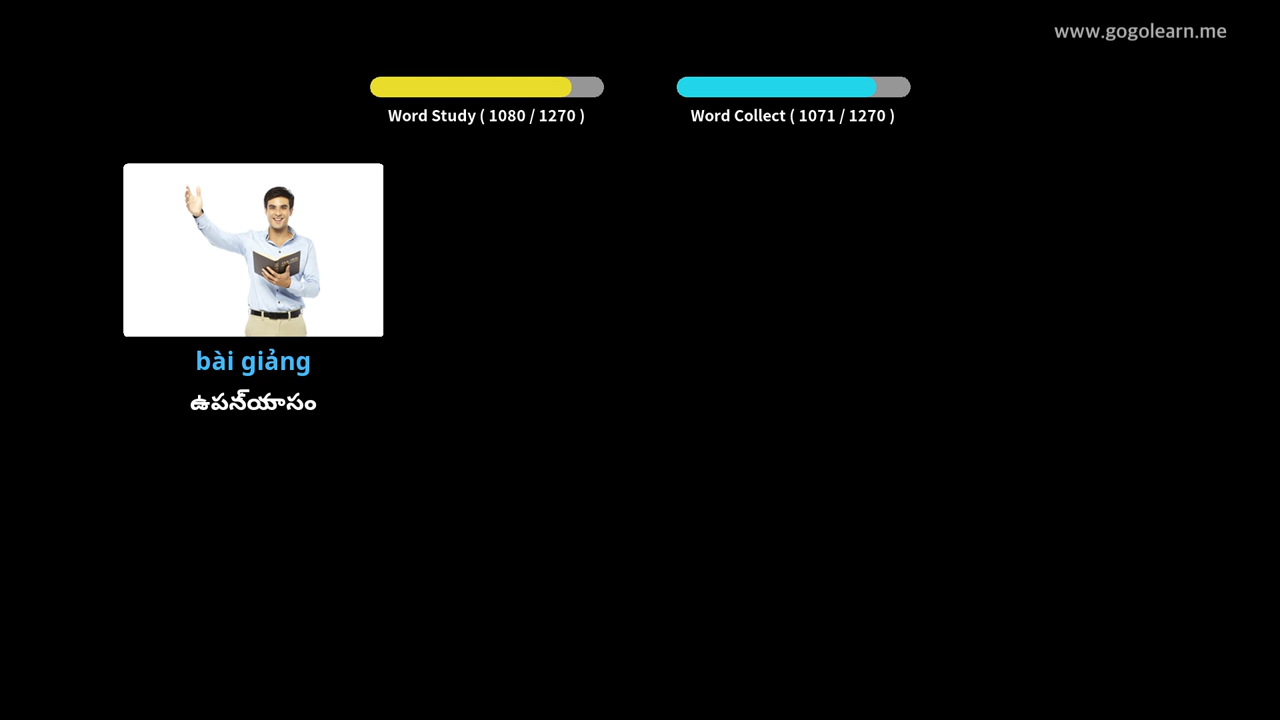 www.gogolearn.me
Word Study ( 1080 / 1270 )
Word Collect ( 1071 / 1270 )
bài giảng
ఉపన్‌యాసం